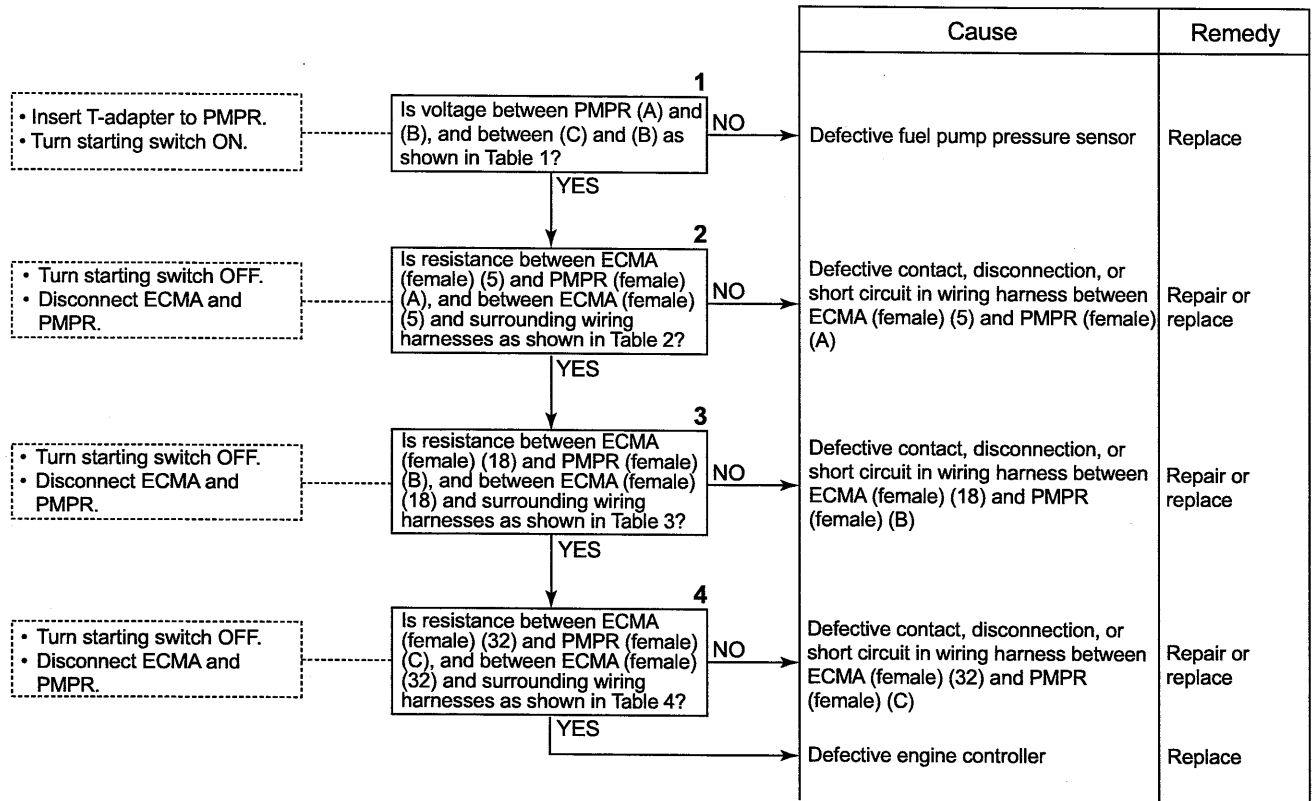 Cause
Remedy
• Insert T-adapter to PMPR.
• Turn starting switch ON.
1
Is voltage between PMPR (A) and
(B), and between (C) and (B) as
shown in Table 1?
NO
Defective fuel pump pressure sensor
Replace
YES
• Turn starting switch OFF.
• Disconnect ECMA and
PMPR.
2
Is resistance between ECMA
(female) (5) and PMPR (female)
(A), and between ECMA (female)
(5) and surrounding wiring
harnesses as shown in Table 2?
NO
Defective contact, disconnection, or
short circuit in wiring harness between
ECMA (female) (5) and PMPR (female)
(A)
Repair or
replace
YES
• Turn starting switch OFF.
• Disconnect ECMA and
PMPR.
3
Is resistance between ECMA
(female) (18) and PMPR (female)
(B), and between ECMA (female)
(18) and surrounding wiring
harnesses as shown in Table 3?
NO
Defective contact, disconnection, or
short circuit in wiring harness between
ECMA (female) (18) and PMPR
(female) (B)
Repair or
replace
YES
• Turn starting switch OFF.
• Disconnect ECMA and
PMPR.
4
Is resistance between ECMA
(female) (32) and PMPR (female)
(C), and between ECMA (female)
(32) and surrounding wiring
harnesses as shown in Table 4?
NO
Defective contact, disconnection, or
short circuit in wiring harness between
ECMA (female) (32) and PMPR
(female) (C)
Repair or
replace
YES
Defective engine controller
Replace